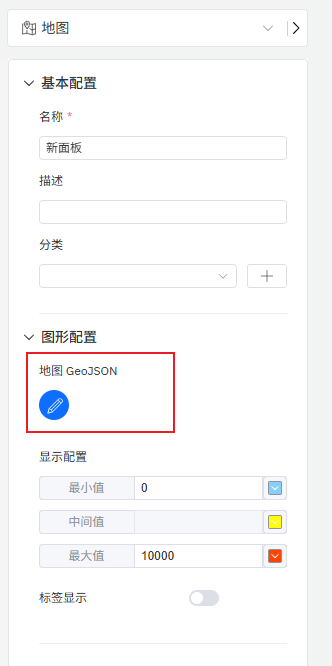 地图
基本配置
名称 *
新面板
描述
分类
图形配置
地图 GeoJSON
显示配置
最小值 0
中间值
最大值 10000
标签显示